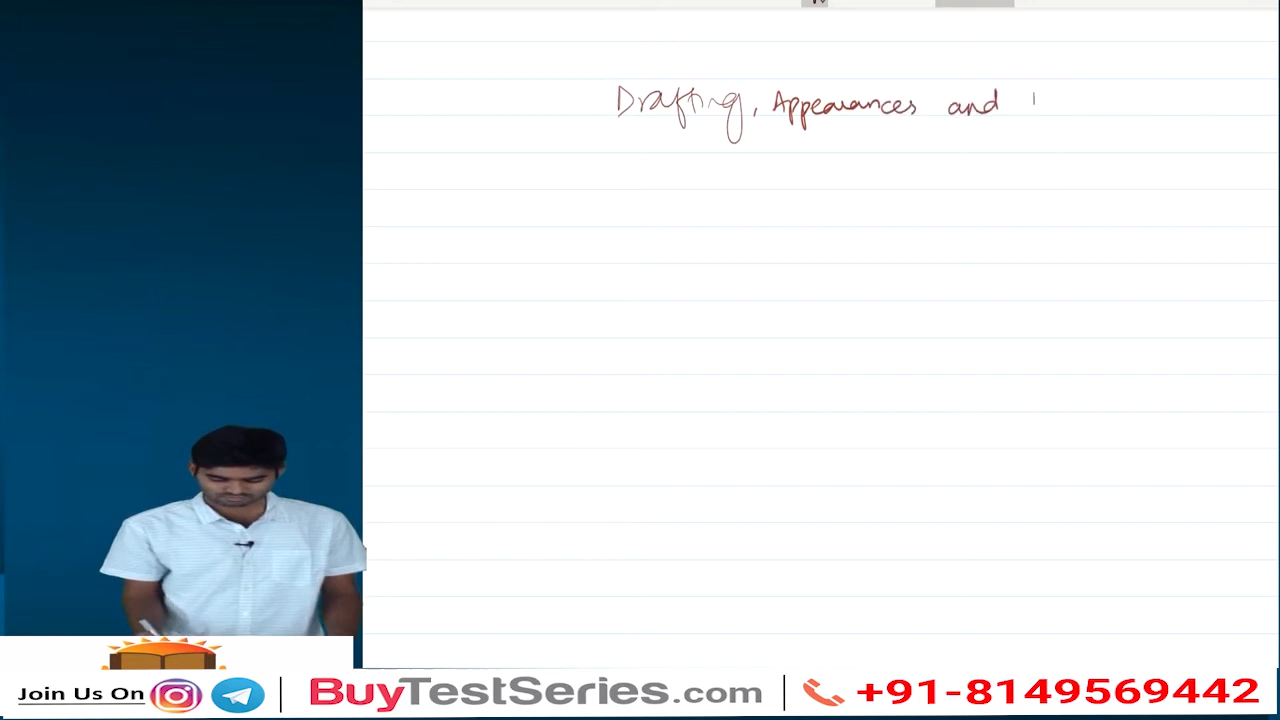 Drafting, Appearances and
Join Us On
BuyTestSeries.com
+91-8149569442